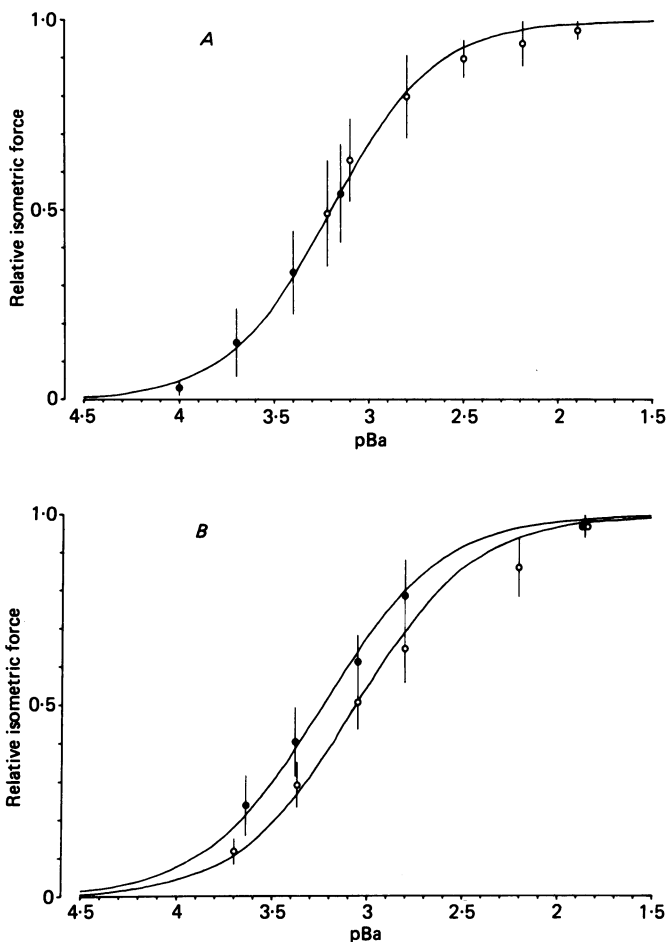 A
1·0
0·5
0
Relative isometric force
4·5 4 3·5 3 2·5 2 1·5
pBa
B
1·0
0·5
0
Relative isometric force
4·5 4 3·5 3 2·5 2 1·5
pBa